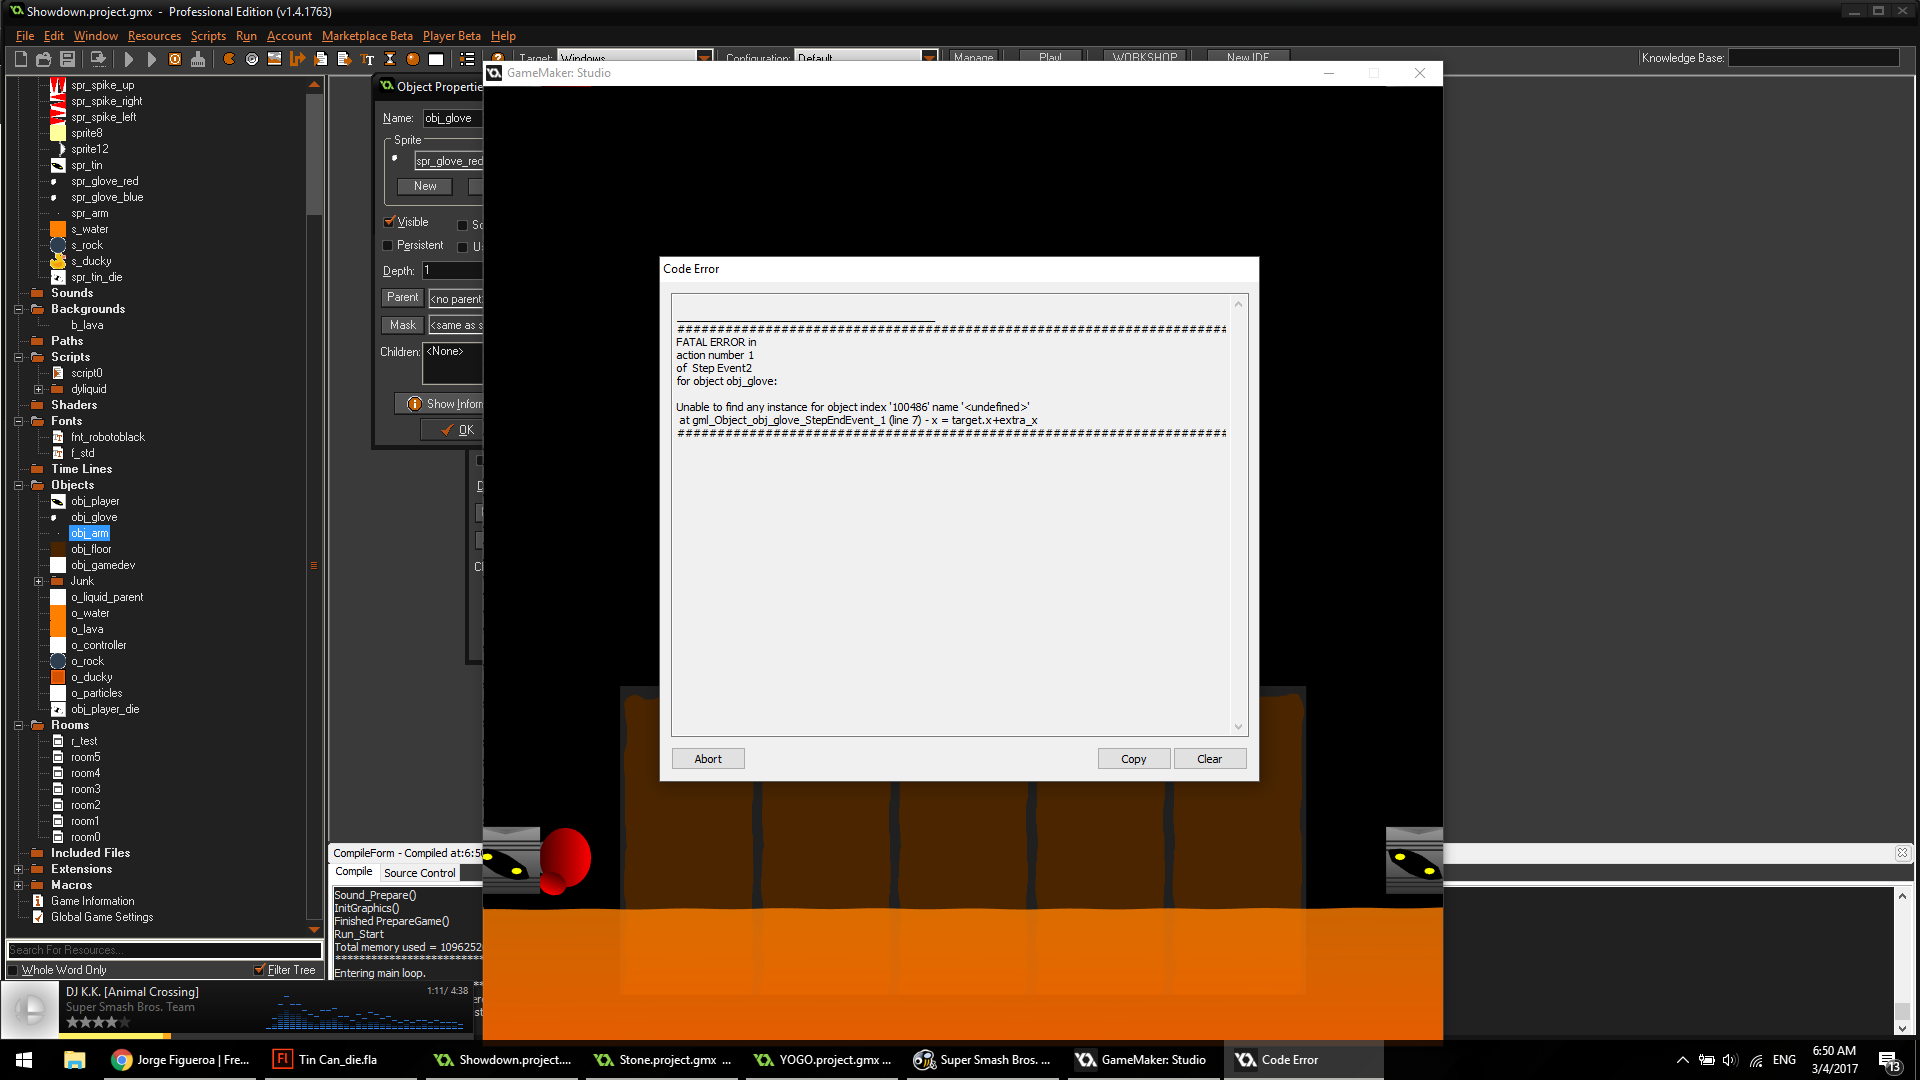 Showdown.project.gmx - Professional Edition (v1.4.1763)
File Edit Window Resources Scripts Run Account Marketplace Beta Player Beta Help
Target: Windows Configuration: Default Manage Play! WORKSHOP New IDE Knowledge Base:
spr_spike_up
spr_spike_right
spr_spike_left
sprite8
sprite12
spr_tin
spr_glove_red
spr_glove_blue
spr_arm
s_water
s_rock
s_ducky
spr_tin_die
Sounds
Backgrounds
b_lava
Paths
Scripts
script0
dyliquid
Shaders
Fonts
fnt_robotoblack
f_std
Time Lines
Objects
obj_player
obj_glove
obj_arm
obj_floor
obj_gamedev
Junk
o_liquid_parent
o_water
o_lava
o_controller
o_rock
o_ducky
o_particles
obj_player_die
Rooms
r_test
room5
room4
room3
room2
room1
room0
Included Files
Extensions
Macros
Game Information
Global Game Settings
Search For Resources...
Whole Word Only Filter Tree
Object Propertie
Name: obj_glove
Sprite
spr_glove_red
New
Visible
Persistent
Depth: 1
Parent <no parent
Mask <same as s
Children: <None>
Show Inform
OK
GameMaker: Studio
Code Error
############################################################################
FATAL ERROR in
action number 1
of Step Event2
for object obj_glove:
Unable to find any instance for object index '100486' name '<undefined>'
at gml_Object_obj_glove_StepEndEvent_1 (line 7) - x = target.x+extra_x
############################################################################
Abort Copy Clear
CompileForm - Compiled at:6:5
Compile Source Control
Sound_Prepare()
InitGraphics()
Finished PrepareGame()
Run_Start
Total memory used = 1096252
Entering main loop.
DJ K.K. [Animal Crossing] 1:11/ 4:38
Super Smash Bros. Team
Jorge Figueroa | Fre... Tin Can_die.fla Showdown.project.... Stone.project.gmx ... YOGO.project.gmx ... Super Smash Bros. ... GameMaker: Studio Code Error ENG 6:50 AM
3/4/2017 13